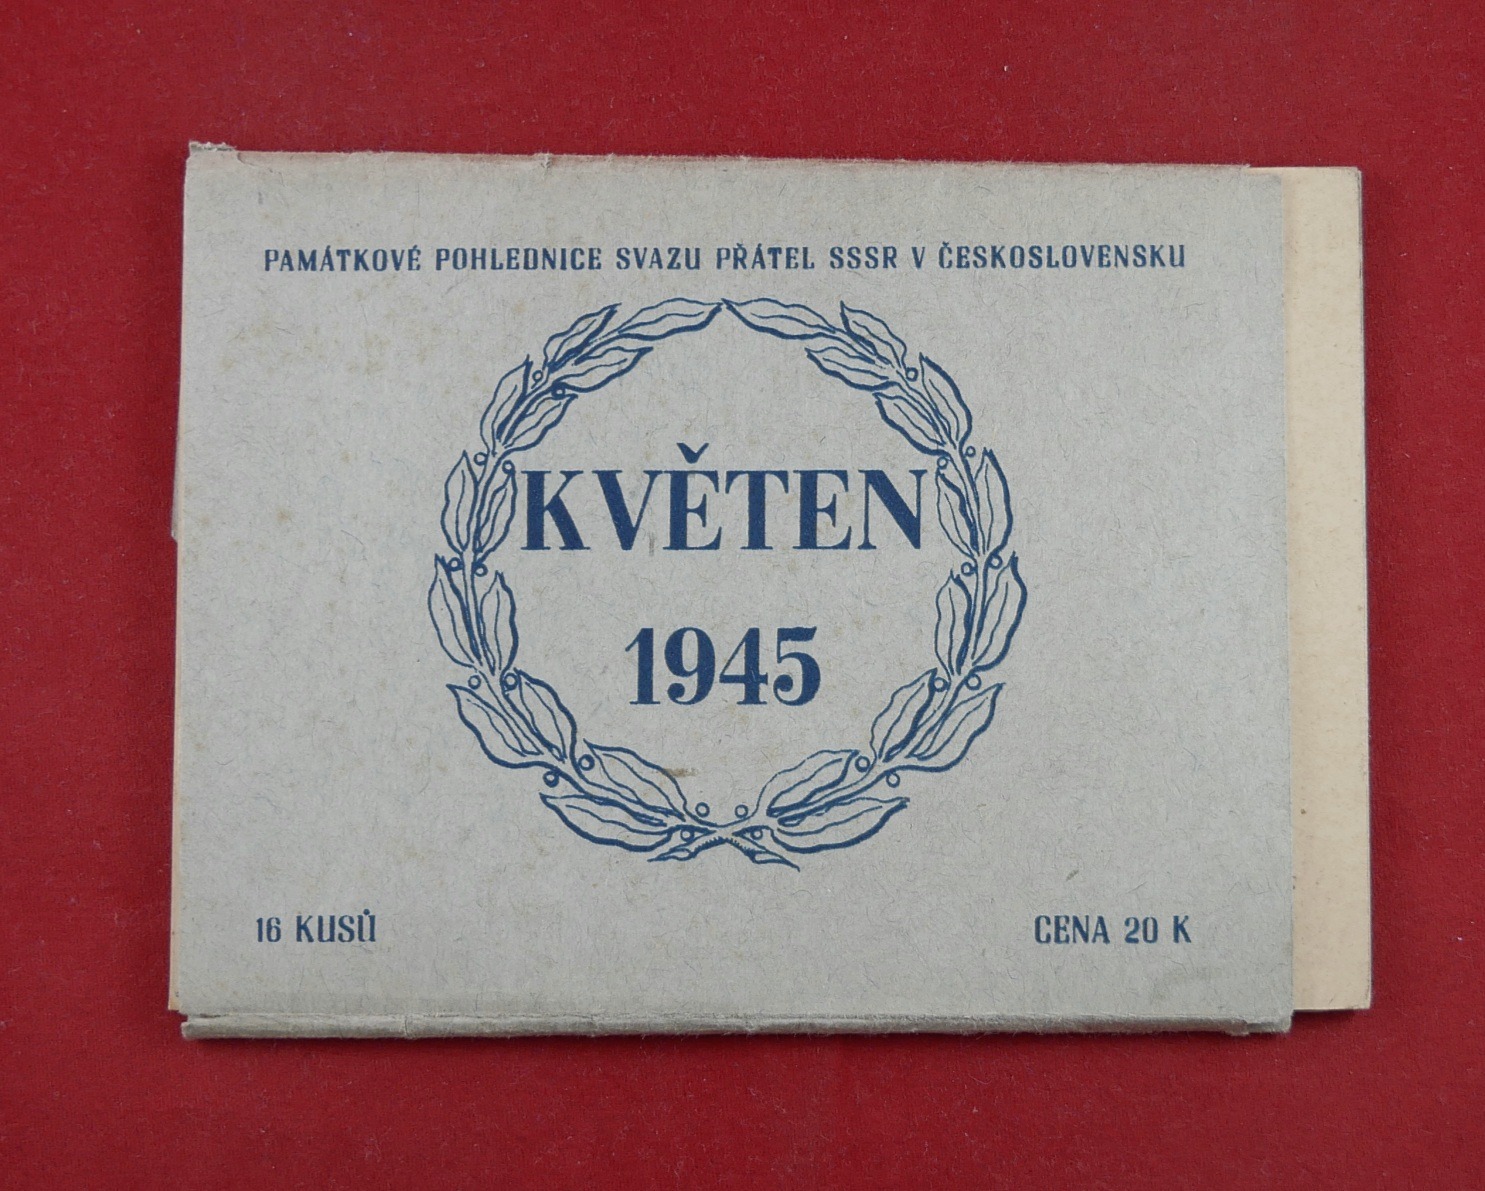 PAMÁTKOVÉ POHLEDNICE SVAZU PŘÁTEL SSSR V ČESKOSLOVENSKU
KVĚTEN
1945
16 KUSŮ
CENA 20 K